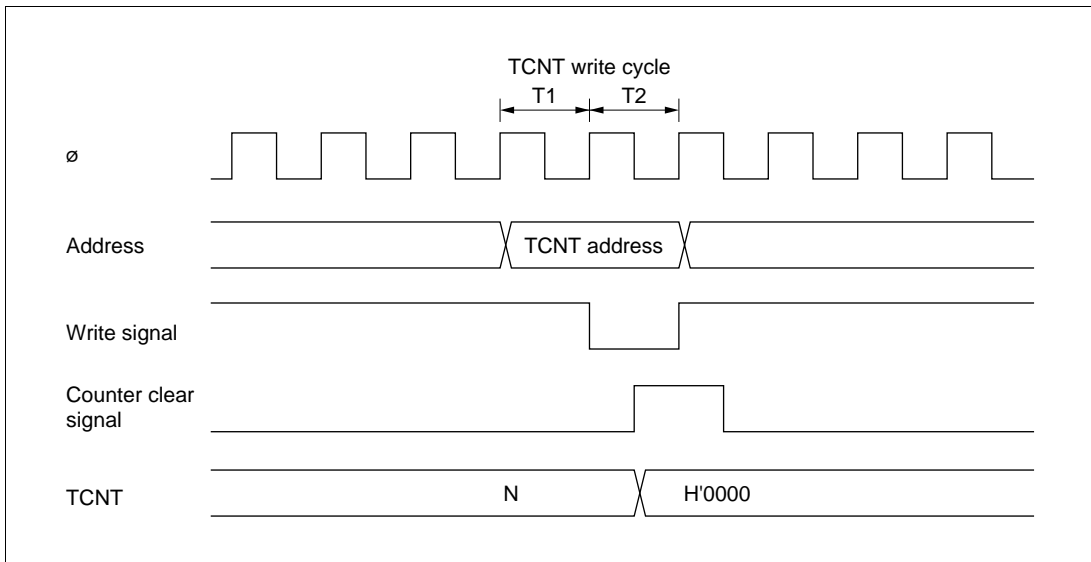 TCNT write cycle
T1 T2
ø
Address
TCNT address
Write signal
Counter clear
signal
TCNT
N
H'0000